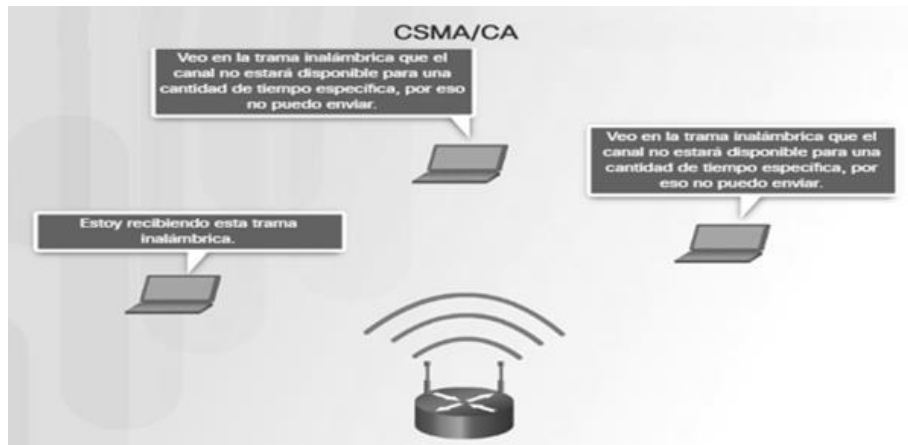 CSMA/CA
Veo en la trama inalámbrica que el
canal no estará disponible para una
cantidad de tiempo específica, por eso
no puedo enviar.
Veo en la trama inalámbrica que el
canal no estará disponible para una
cantidad de tiempo específica, por
eso no puedo enviar.
Estoy recibiendo esta trama
inalámbrica.